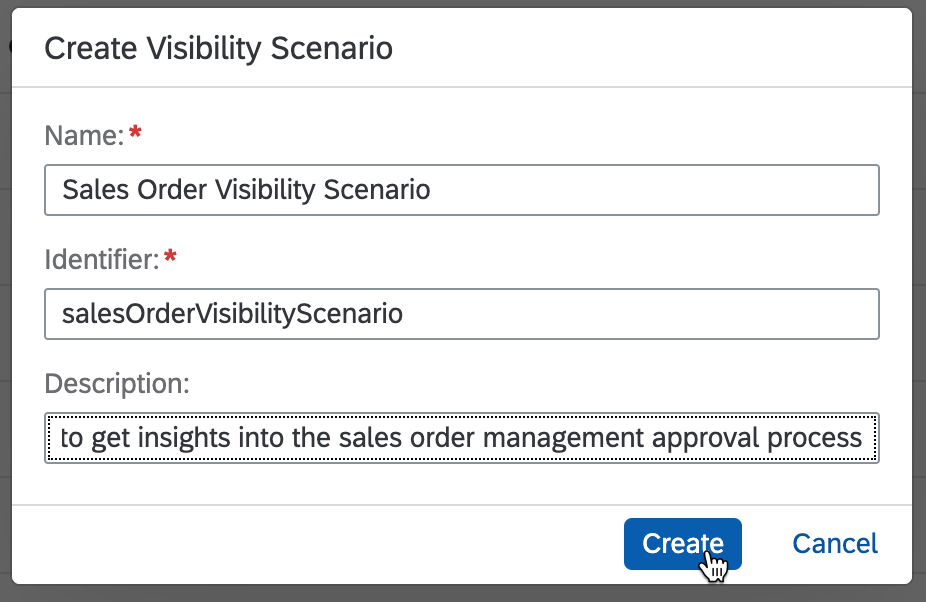 Create Visibility Scenario
Name: *
Sales Order Visibility Scenario
Identifier: *
salesOrderVisibilityScenario
Description:
to get insights into the sales order management approval process
Create
Cancel